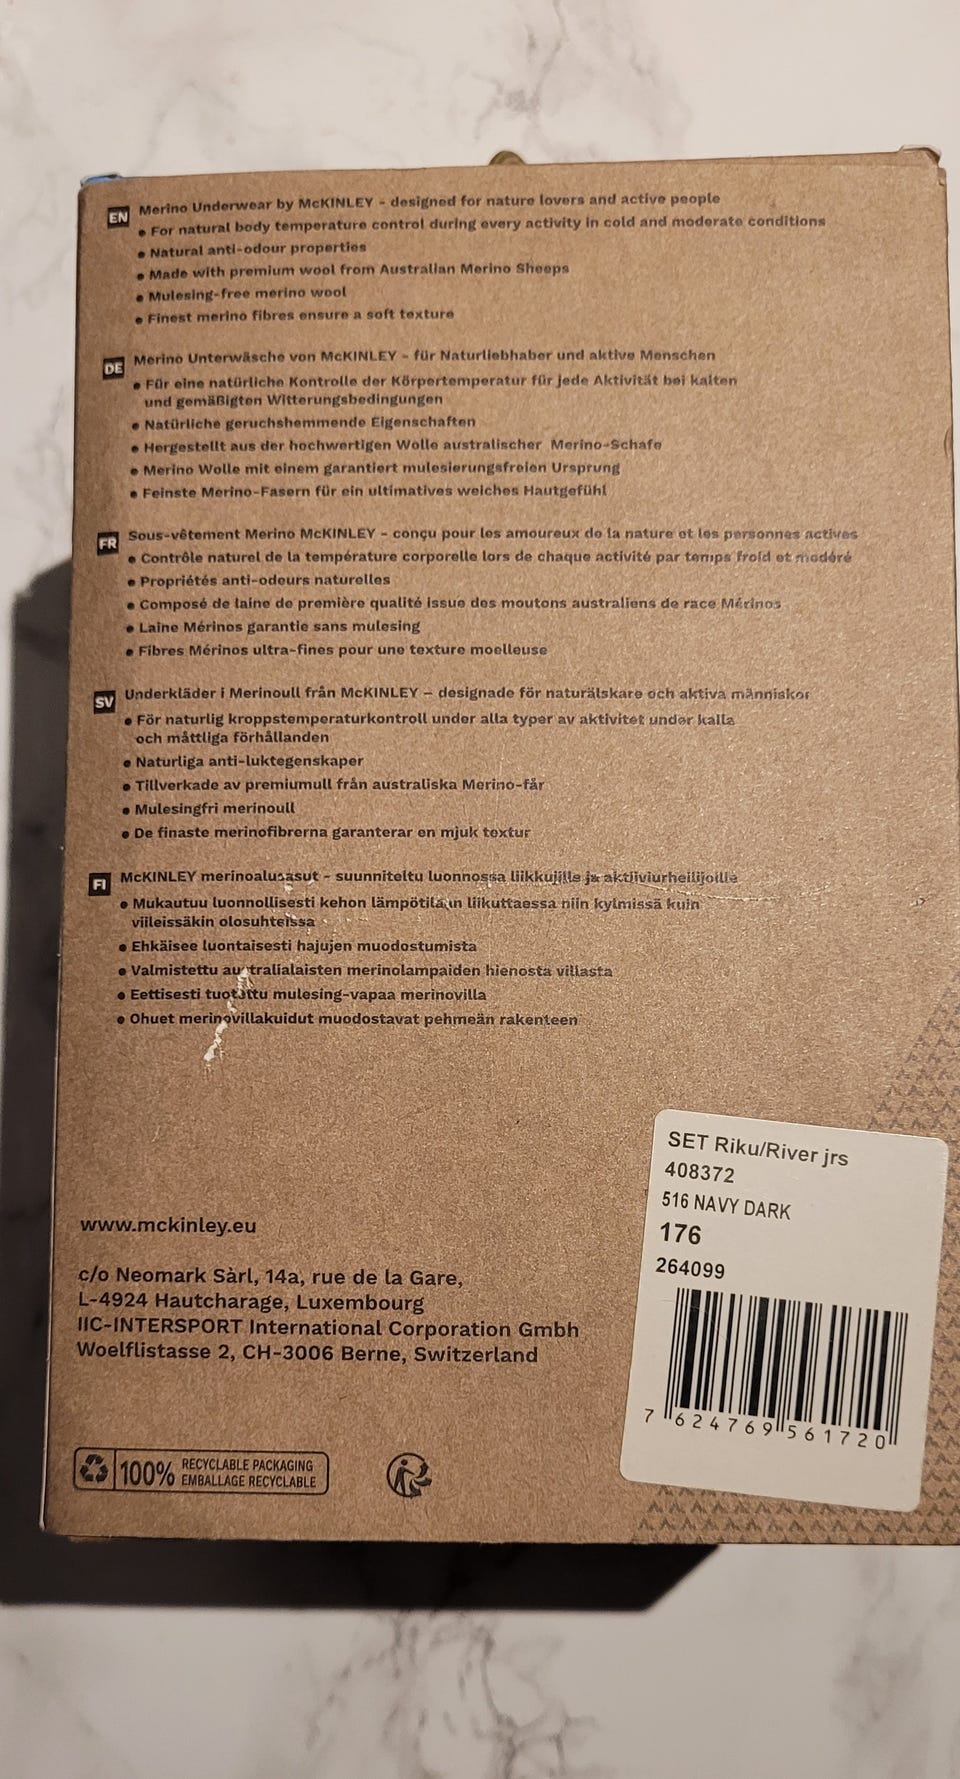 EN Merino Underwear by McKINLEY - designed for nature lovers and active people
• For natural body temperature control during every activity in cold and moderate conditions
• Natural anti-odour properties
• Made with premium wool from Australian Merino Sheeps
• Mulesing-free merino wool
• Finest merino fibres ensure a soft texture
DE Merino Unterwäsche von McKINLEY - für Naturliebhaber und aktive Menschen
• Für eine natürliche Kontrolle der Körpertemperatur für jede Aktivität bei kalten
und gemäßigten Witterungsbedingungen
• Natürliche geruchshemmende Eigenschaften
• Hergestellt aus der hochwertigen Wolle australischer Merino-Schafe
• Merino Wolle mit einem garantiert mulesierungsfreien Ursprung
• Feinste Merino-Fasern für ein ultimatives weiches Hautgefühl
FR Sous-vêtement Merino McKINLEY - conçu pour les amoureux de la nature et les personnes actives
• Contrôle naturel de la température corporelle lors de chaque activité par temps froid et modéré
• Propriétés anti-odeurs naturelles
• Composé de laine de première qualité issue des moutons australiens de race Mérinos
• Laine Mérinos garantie sans mulesing
• Fibres Mérinos ultra-fines pour une texture moelleuse
SV Underkläder i Merinoull från McKINLEY – designade för naturälskare och aktiva människor
• För naturlig kroppstemperaturkontroll under alla typer av aktivitet under kalla
och måttliga förhållanden
• Naturliga anti-luktegenskaper
• Tillverkade av premiumull från australiska Merino-får
• Mulesingfri merinoull
• De finaste merinofibrerna garanterar en mjuk textur
FI McKINLEY merinoalusasut - suunniteltu luonnossa liikkujille ja aktiiviurheilijoille
• Mukautuu luonnollisesti kehon lämpötilaan liikuttaessa niin kylmissä kuin
viileissäkin olosuhteissa
• Ehkäisee luontaisesti hajujen muodostumista
• Valmistettu australialaisten merinolampaiden hienosta villasta
• Eettisesti tuotettu mulesing-vapaa merinovilla
• Ohuet merinovillakuidut muodostavat pehmeän rakenteen
SET Riku/River jrs
408372
516 NAVY DARK
176
264099
7 624769 561720
www.mckinley.eu
c/o Neomark Sàrl, 14a, rue de la Gare,
L-4924 Hautcharage, Luxembourg
IIC-INTERSPORT International Corporation Gmbh
Woelflistasse 2, CH-3006 Berne, Switzerland
100% RECYCLABLE PACKAGING
EMBALLAGE RECYCLABLE